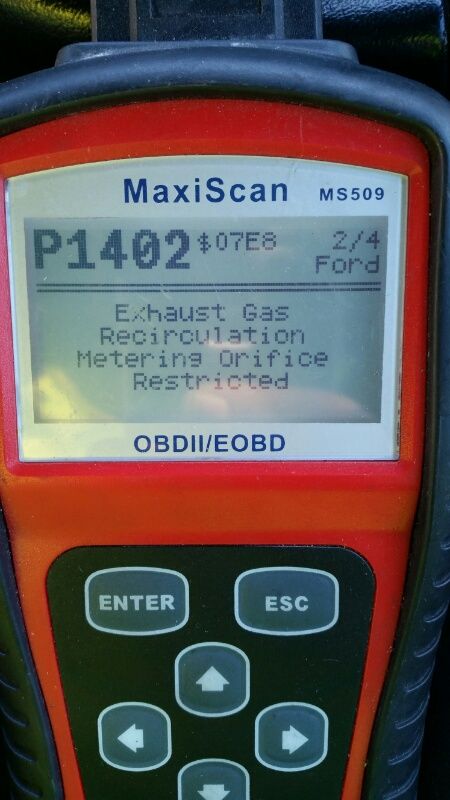 MaxiScan MS509
P1402 $07E8 2/4
Ford
Exhaust Gas
Recirculation
Metering Orifice
Restricted
OBDII/EOBD
ENTER ESC